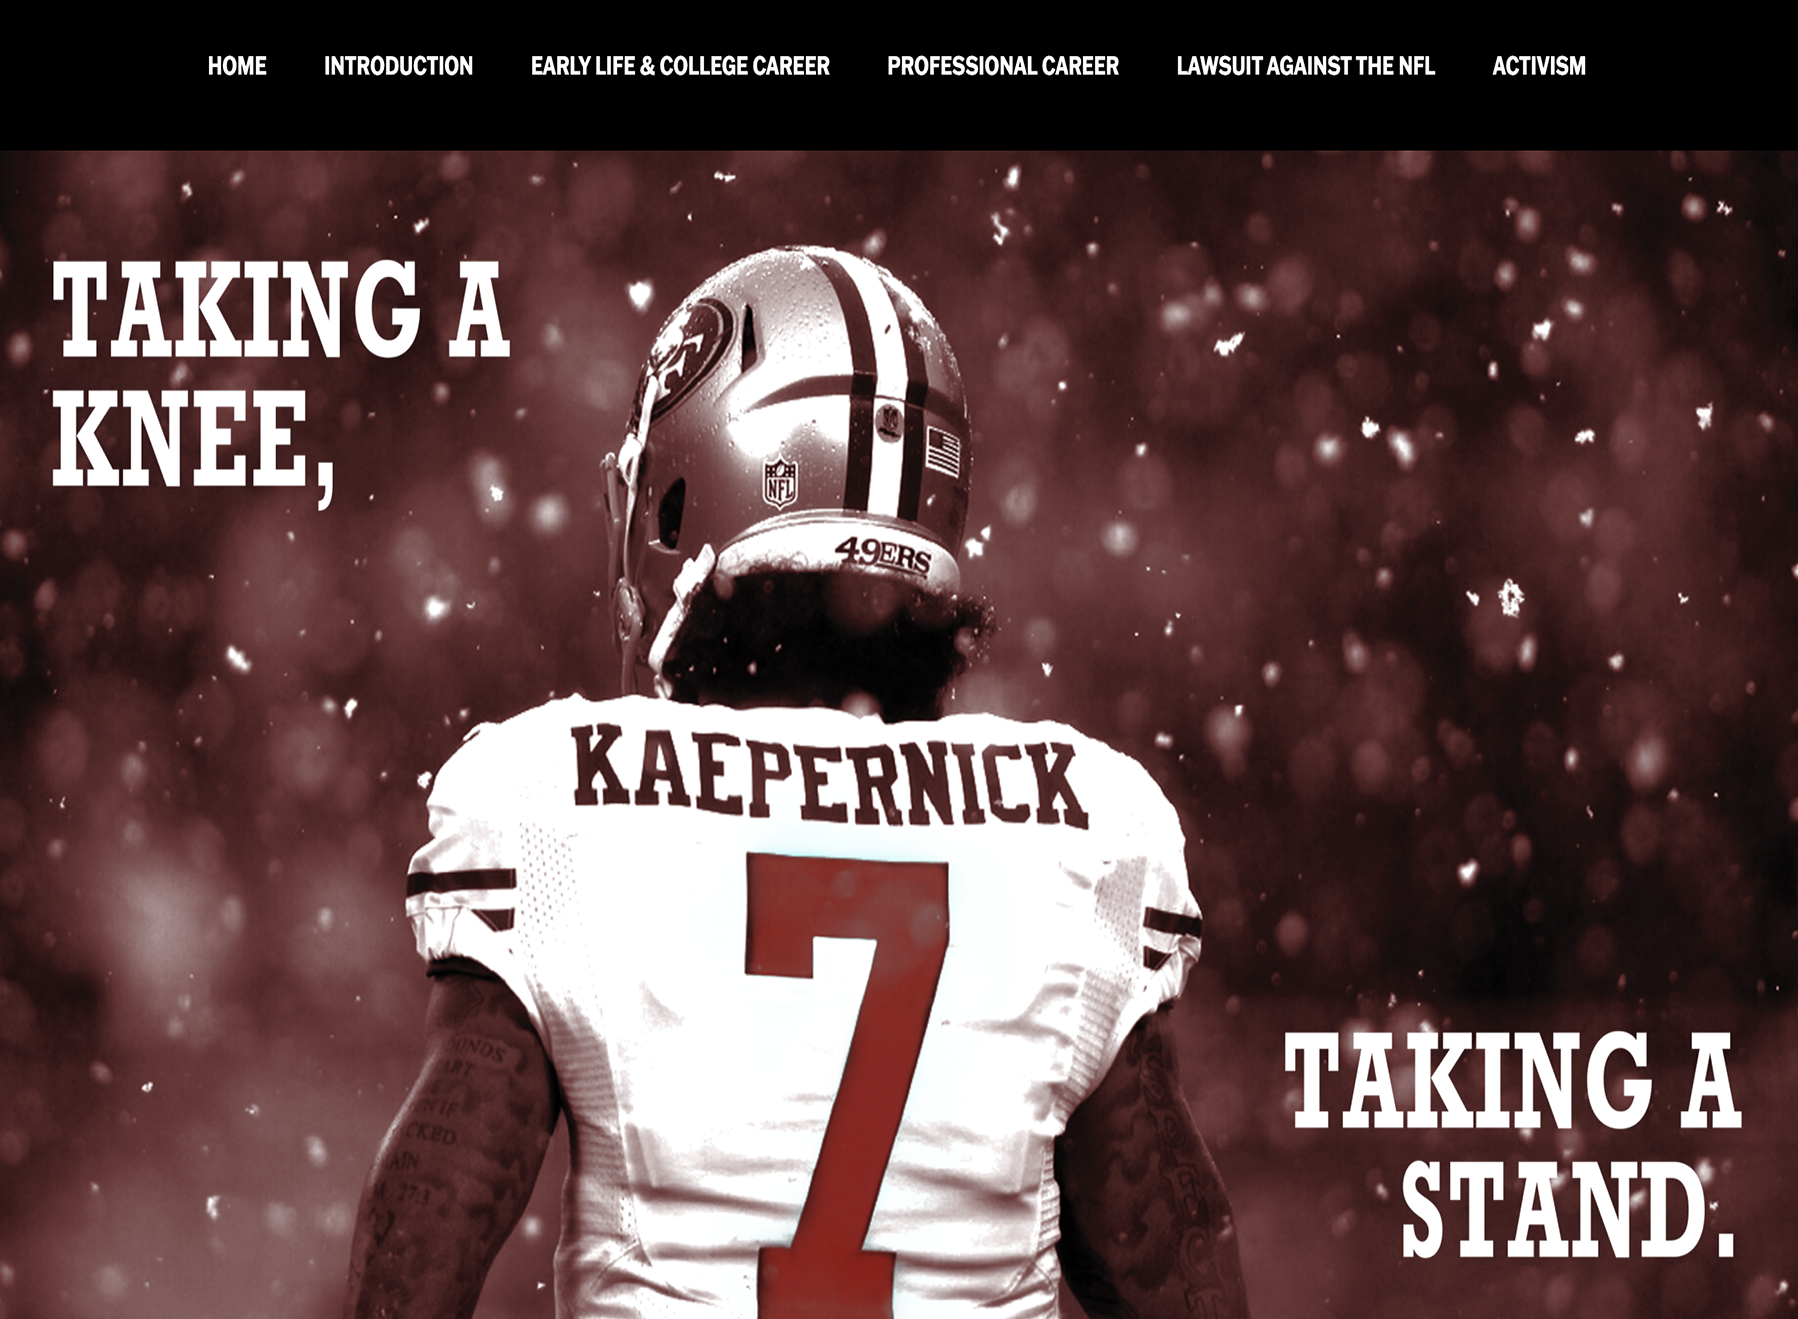 HOME INTRODUCTION EARLY LIFE & COLLEGE CAREER PROFESSIONAL CAREER LAWSUIT AGAINST THE NFL ACTIVISM
TAKING A
KNEE,
NFL
49ERS
KAEPERNICK
7
TAKING A
STAND.